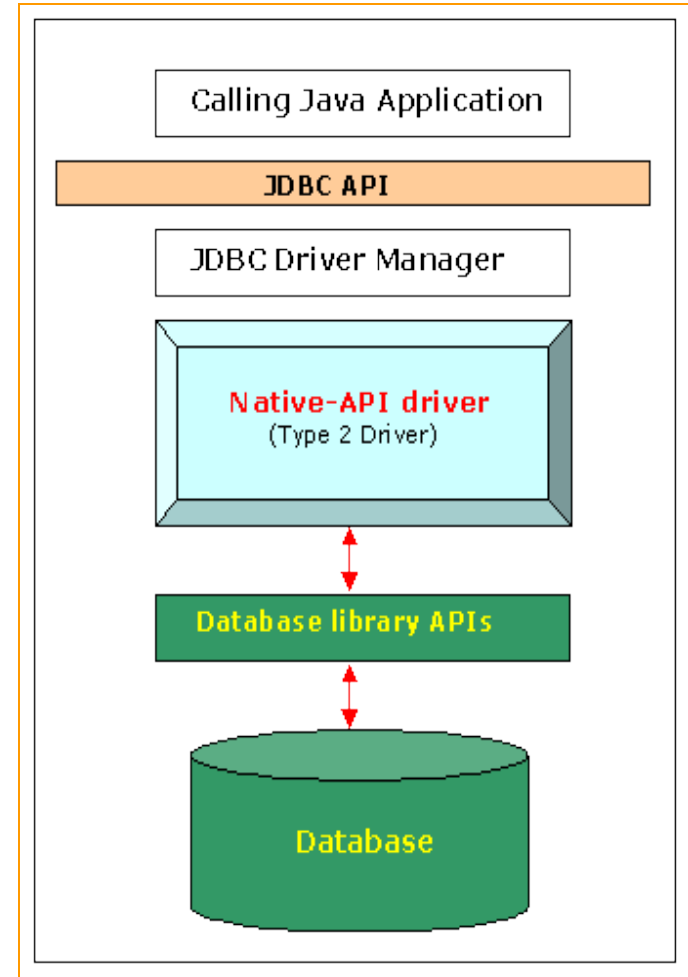 Calling Java Application
JDBC API
JDBC Driver Manager
Native-API driver
(Type 2 Driver)
Database library APIs
Database